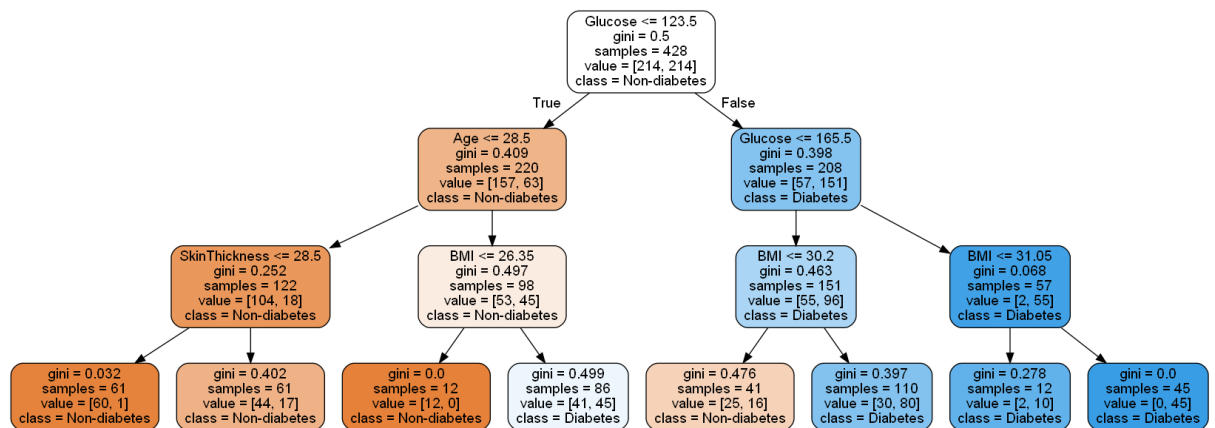 Glucose <= 123.5
gini = 0.5
samples = 428
value = [214, 214]
class = Non-diabetes
True
False
Age <= 28.5
gini = 0.409
samples = 220
value = [157, 63]
class = Non-diabetes
Glucose <= 165.5
gini = 0.398
samples = 208
value = [57, 151]
class = Diabetes
SkinThickness <= 28.5
gini = 0.252
samples = 122
value = [104, 18]
class = Non-diabetes
BMI <= 26.35
gini = 0.497
samples = 98
value = [53, 45]
class = Non-diabetes
BMI <= 30.2
gini = 0.463
samples = 151
value = [55, 96]
class = Diabetes
BMI <= 31.05
gini = 0.068
samples = 57
value = [2, 55]
class = Diabetes
gini = 0.032
samples = 61
value = [60, 1]
class = Non-diabetes
gini = 0.402
samples = 61
value = [44, 17]
class = Non-diabetes
gini = 0.0
samples = 12
value = [12, 0]
class = Non-diabetes
gini = 0.499
samples = 86
value = [41, 45]
class = Diabetes
gini = 0.476
samples = 41
value = [25, 16]
class = Non-diabetes
gini = 0.397
samples = 110
value = [30, 80]
class = Diabetes
gini = 0.278
samples = 12
value = [2, 10]
class = Diabetes
gini = 0.0
samples = 45
value = [0, 45]
class = Diabetes